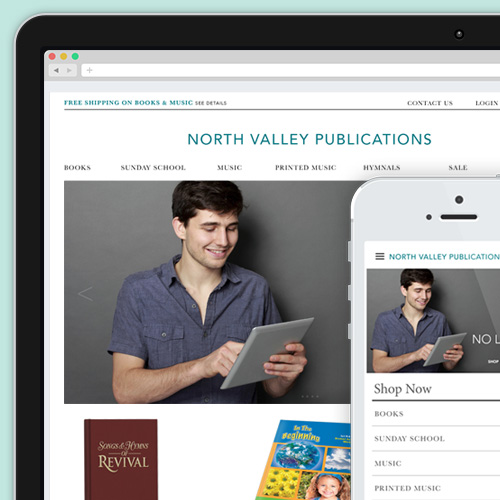 FREE SHIPPING ON BOOKS & MUSIC SEE DETAILS
CONTACT US LOGIN
NORTH VALLEY PUBLICATIONS
BOOKS SUNDAY SCHOOL MUSIC PRINTED MUSIC HYMNALS SALE
NORTH VALLEY PUBLICATION
NO L
SHOP
Shop Now
BOOKS
SUNDAY SCHOOL
MUSIC
PRINTED MUSIC
SONGS & HYMNS
OF
REVIVAL
In The
Beginning